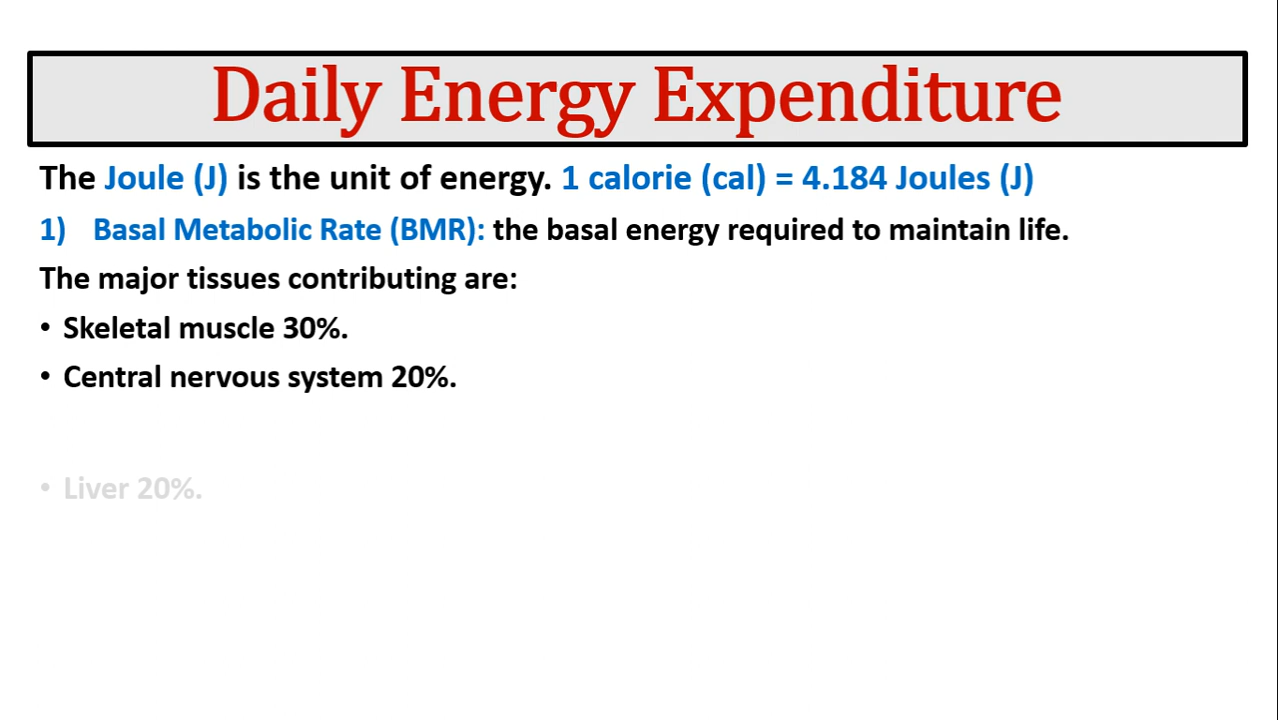 Daily Energy Expenditure
The Joule (J) is the unit of energy. 1 calorie (cal) = 4.184 Joules (J)
1) Basal Metabolic Rate (BMR): the basal energy required to maintain life.
The major tissues contributing are:
• Skeletal muscle 30%.
• Central nervous system 20%.
• Liver 20%.